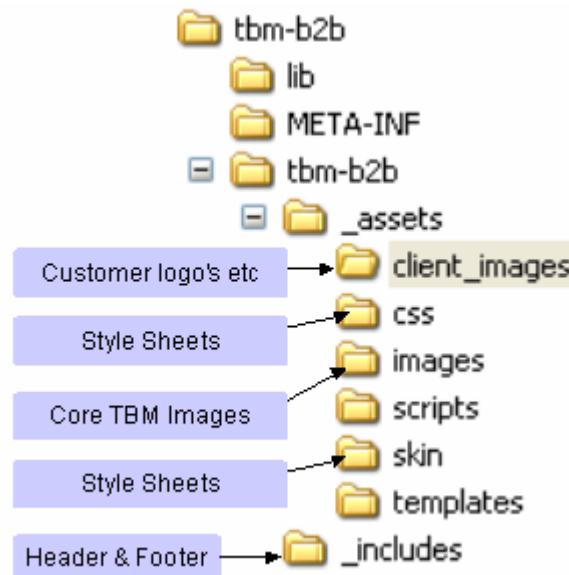 tbm-b2b
lib
META-INF
tbm-b2b
_assets
Customer logo's etc client_images
Style Sheets css
Core TBM Images images
scripts
Style Sheets skin
templates
Header & Footer _includes